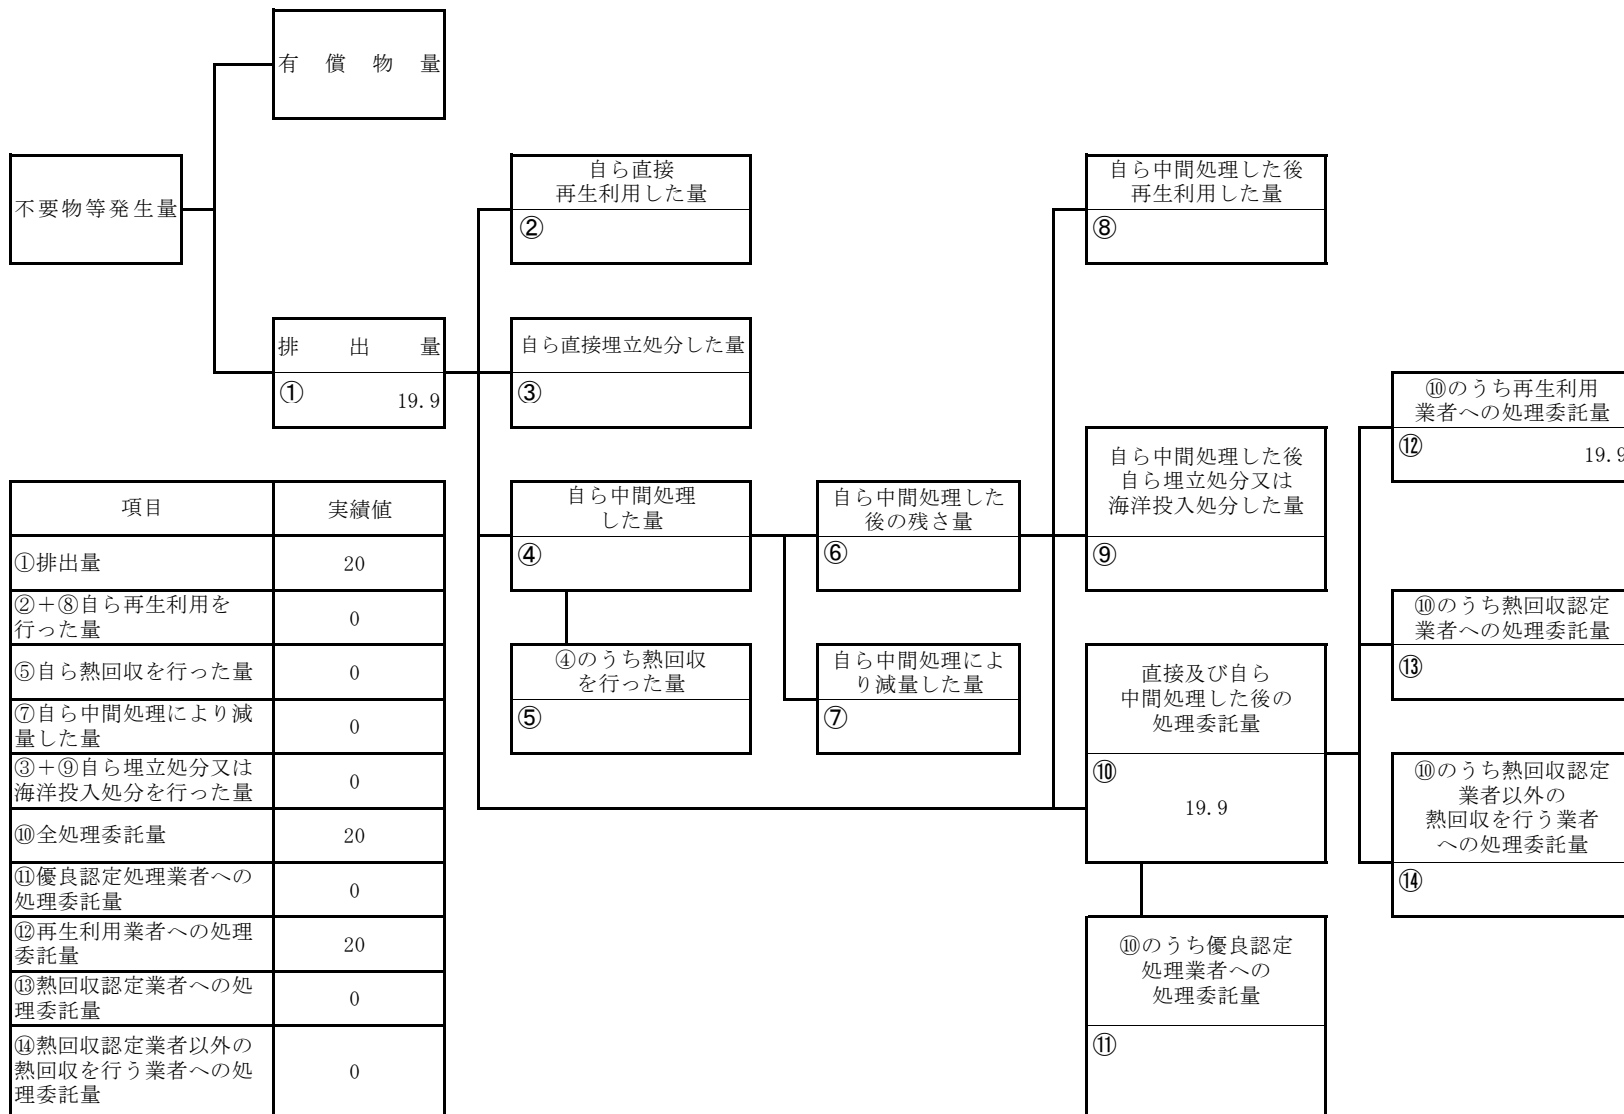 有償物量
不要物等発生量
排出量
①
19.9
自ら直接
再生利用した量
②
自ら直接埋立処分した量
③
自ら中間処理
した量
④
④のうち熱回収
を行った量
⑤
自ら中間処理した
後の残さ量
⑥
自ら中間処理によ
り減量した量
⑦
自ら中間処理した後
再生利用した量
⑧
自ら中間処理した後
自ら埋立処分又は
海洋投入処分した量
⑨
直接及び自ら
中間処理した後の
処理委託量
⑩
19.9
⑩のうち優良認定
処理業者への
処理委託量
⑪
⑩のうち再生利用
業者への処理委託量
⑫
19.9
⑩のうち熱回収認定
業者への処理委託量
⑬
⑩のうち熱回収認定
業者以外の
熱回収を行う業者
への処理委託量
⑭
項目 実績値
①排出量 20
②+⑧自ら再生利用を
行った量 0
⑤自ら熱回収を行った量 0
⑦自ら中間処理により減
量した量 0
③+⑨自ら埋立処分又は
海洋投入処分を行った量 0
⑩全処理委託量 20
⑪優良認定処理業者への
処理委託量 0
⑫再生利用業者への処理
委託量 20
⑬熱回収認定業者への処
理委託量 0
⑭熱回収認定業者以外の
熱回収を行う業者への処
理委託量 0